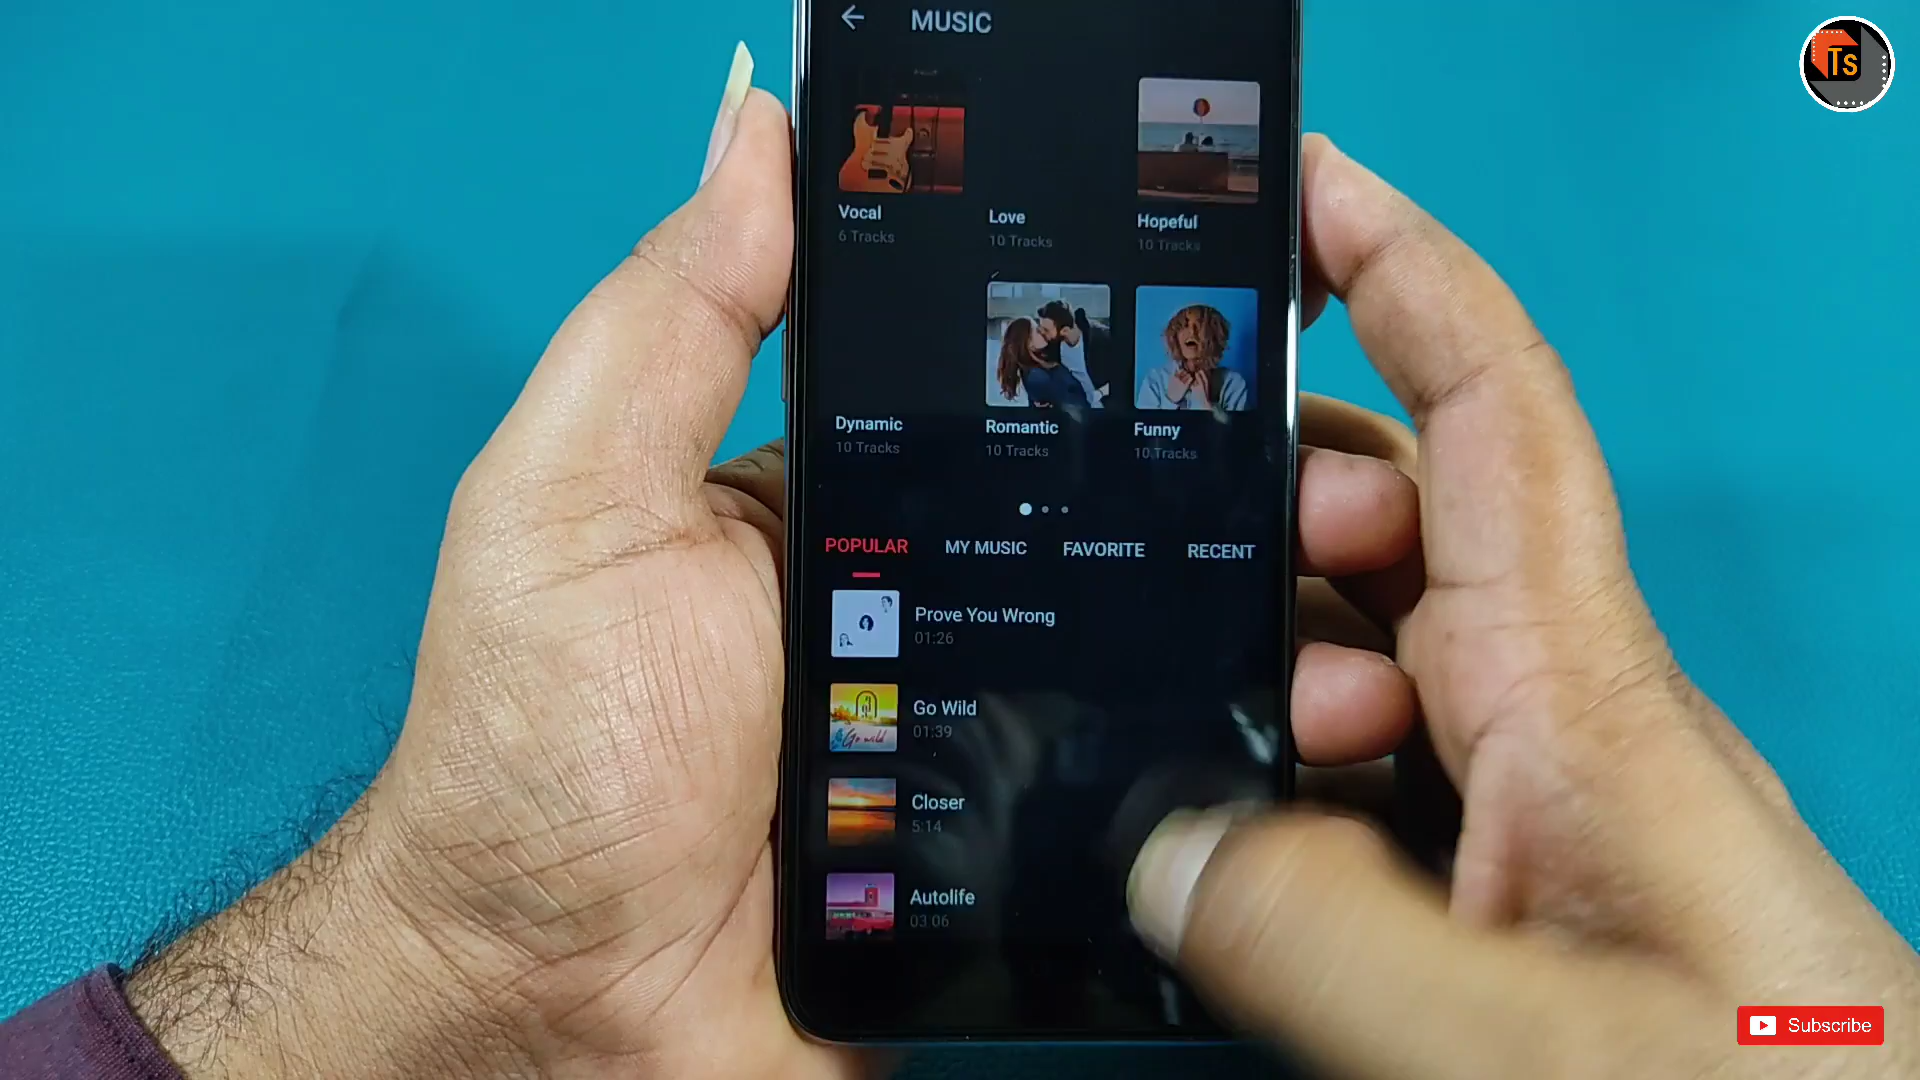 MUSIC
Ts
Vocal
6 Tracks
Love
10 Tracks
Hopeful
10 Tracks
Dynamic
10 Tracks
Romantic
10 Tracks
Funny
10 Tracks
POPULAR MY MUSIC FAVORITE RECENT
Prove You Wrong
01:26
Go wild
Go Wild
01:39
Closer
5:14
Autolife
03:06
Subscribe